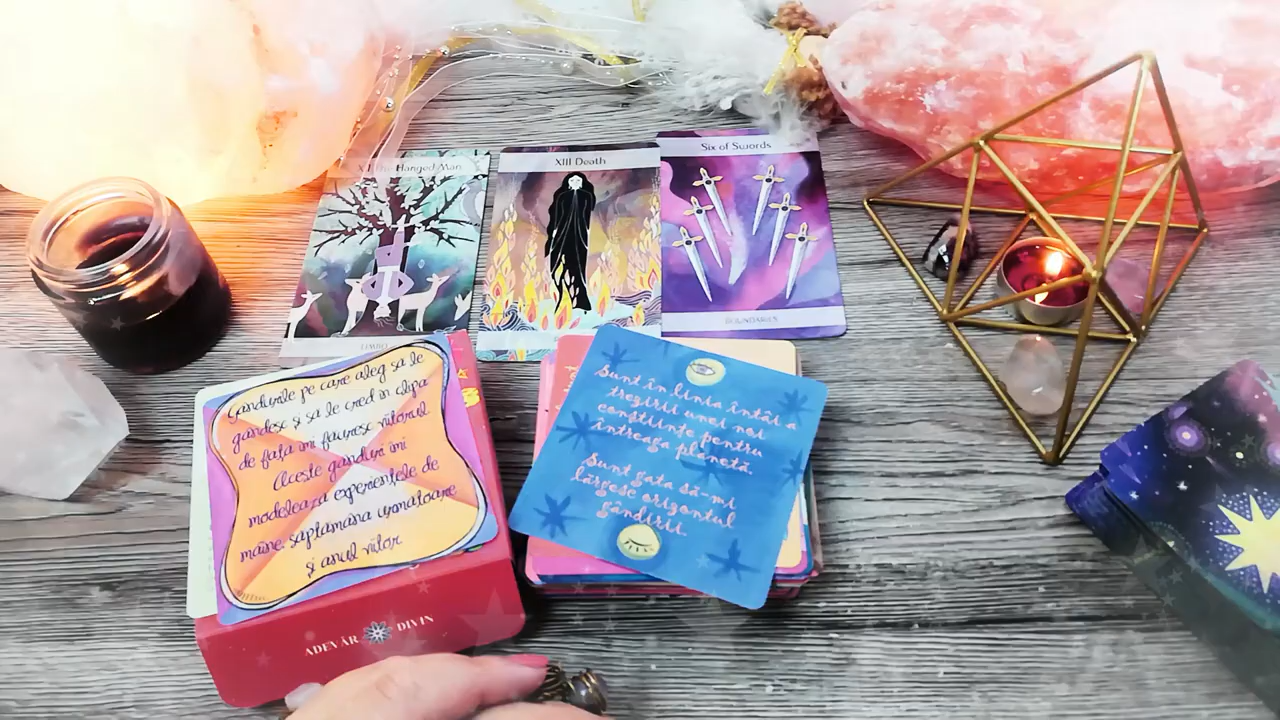 The Hanged Man
XIII Death
Six of Swords
BOUNDARIES
Gândurile pe care aleg să le
gândesc și să le cred în clipa
de față îmi făuresc viitorul
Aceste gânduri îmi
modelează experiențele de
mâine, săptămâna următoare
și anul viitor
ADEVĂR DIVIN
Sunt în linia întâi a
trezirii unei noi
conștiințe pentru
întreaga planetă.
Sunt gata să-mi
lărgesc orizontul
gândirii.